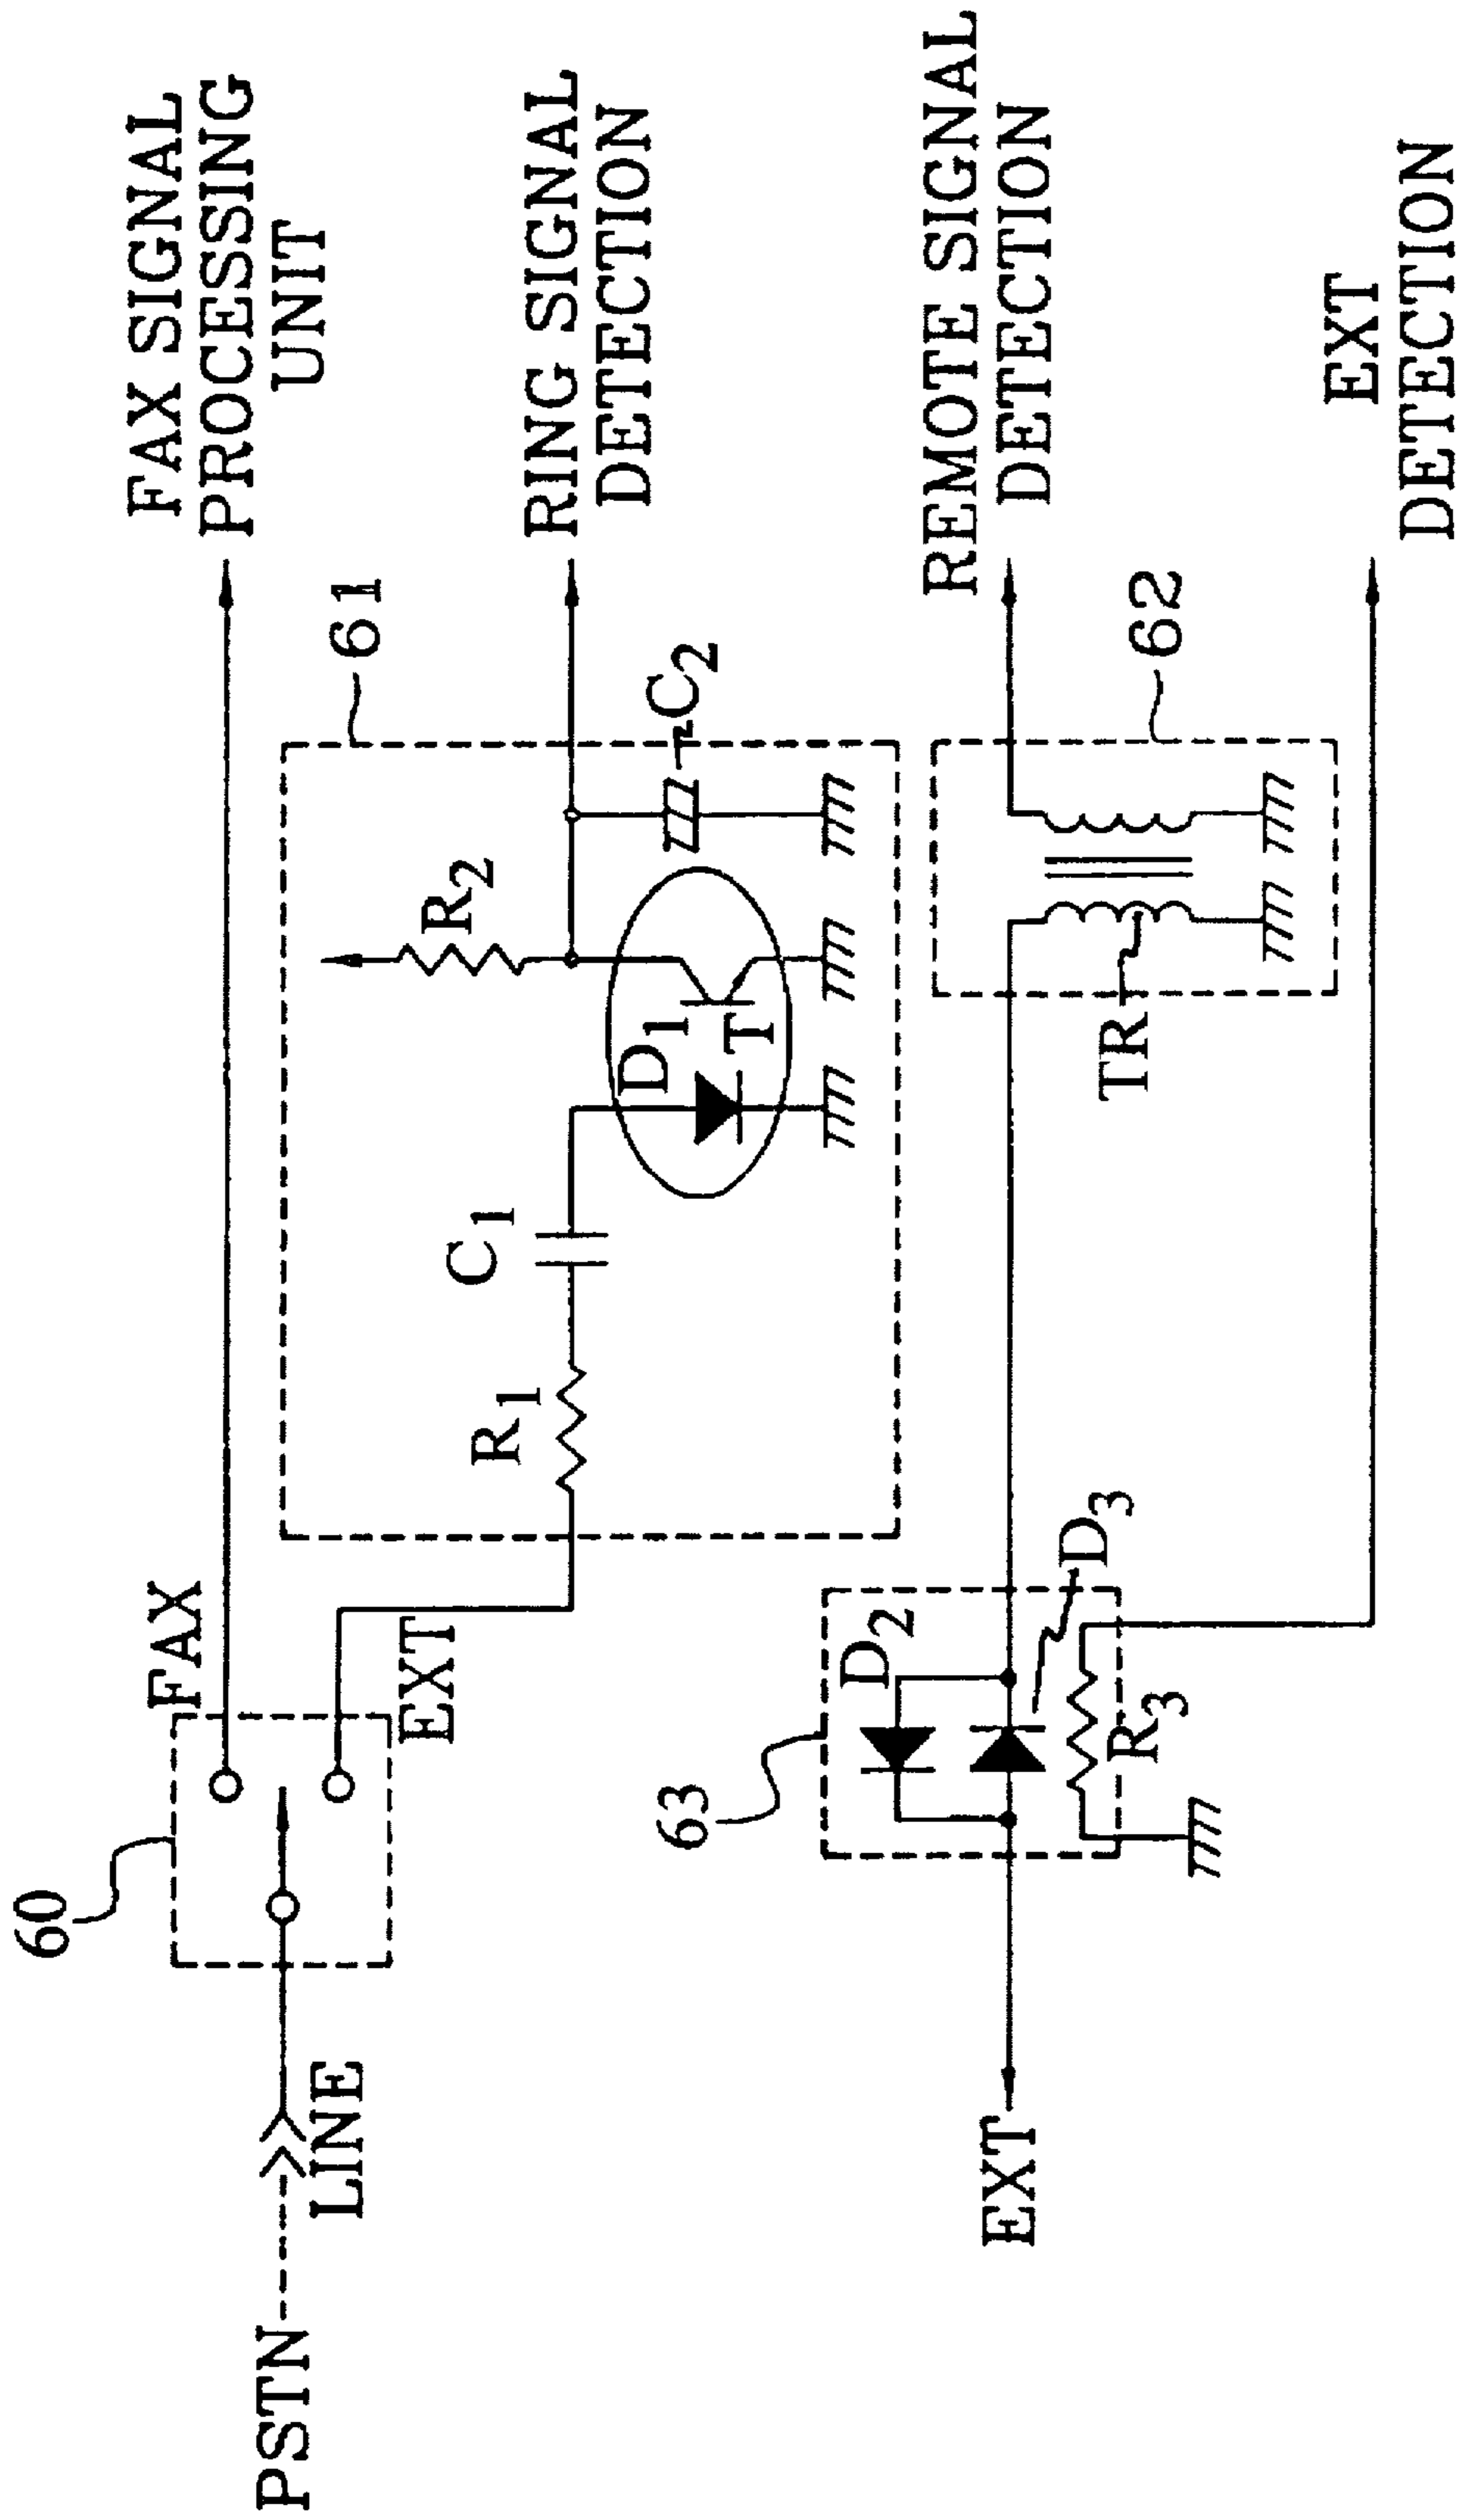 60
FAX
FAX SIGNAL
PROCESSING
UNIT
PSTN
LINE
EXT
61
R1
C1
D1
T
R2
C2
RING SIGNAL
DETECTION
63
D2
D3
R3
EXT
TR
62
REMOTE SIGNAL
DETECTION
EXT
DETECTION